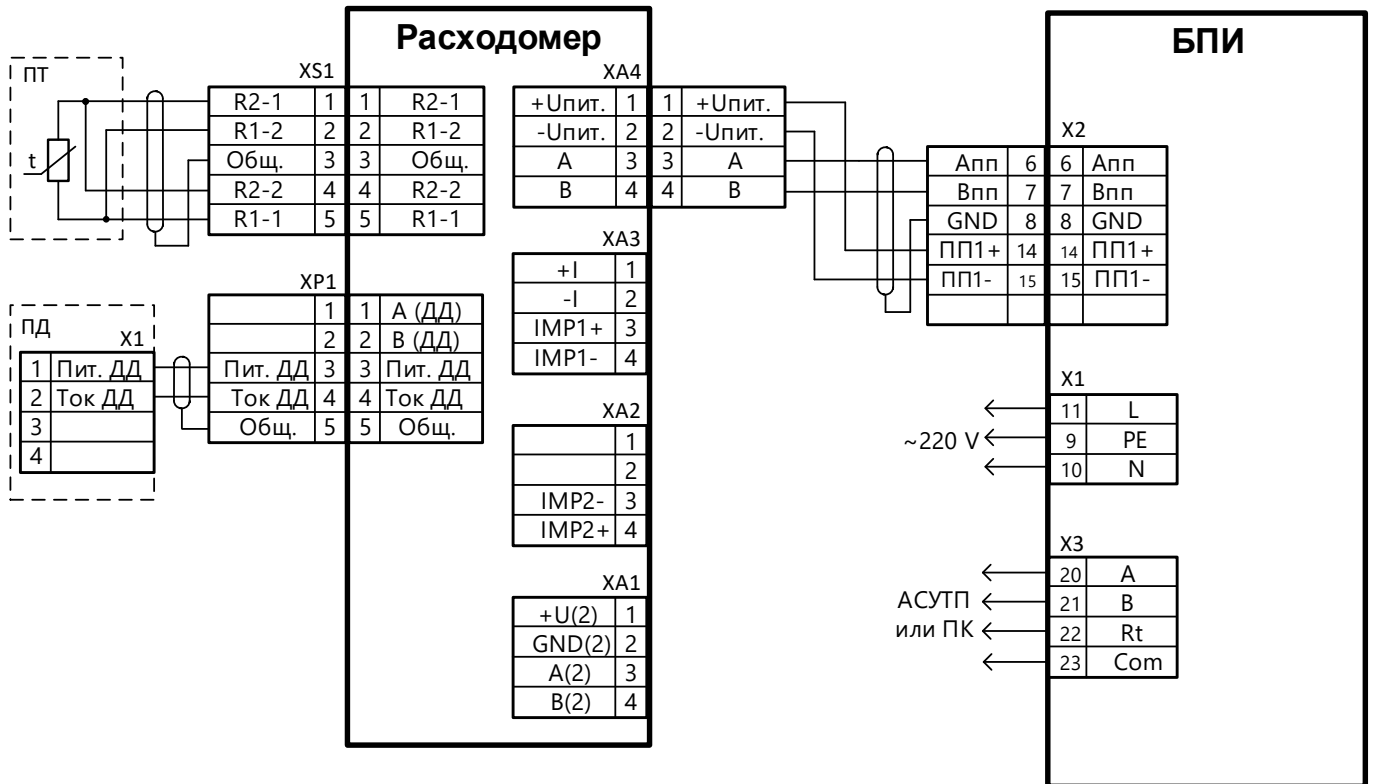 Расходомер
БПИ
ПТ
t
XS1
R2-1 1 1 R2-1
R1-2 2 2 R1-2
Общ. 3 3 Общ.
R2-2 4 4 R2-2
R1-1 5 5 R1-1
XA4
+Uпит. 1 1 +Uпит.
-Uпит. 2 2 -Uпит.
A 3 3 A
B 4 4 B
X2
Апп 6 6 Апп
Впп 7 7 Впп
GND 8 8 GND
ПП1+ 14 14 ПП1+
ПП1- 15 15 ПП1-
XA3
+I 1
-I 2
IMP1+ 3
IMP1- 4
ПД
X1
1 Пит. ДД
2 Ток ДД
3
4
XP1
1 1 A (ДД)
2 2 B (ДД)
Пит. ДД 3 3 Пит. ДД
Ток ДД 4 4 Ток ДД
Общ. 5 5 Общ.
XA2
1
2
IMP2- 3
IMP2+ 4
X1
~220 V
11 L
9 PE
10 N
XA1
+U(2) 1
GND(2) 2
A(2) 3
B(2) 4
X3
АСУТП
или ПК
20 A
21 B
22 Rt
23 Com